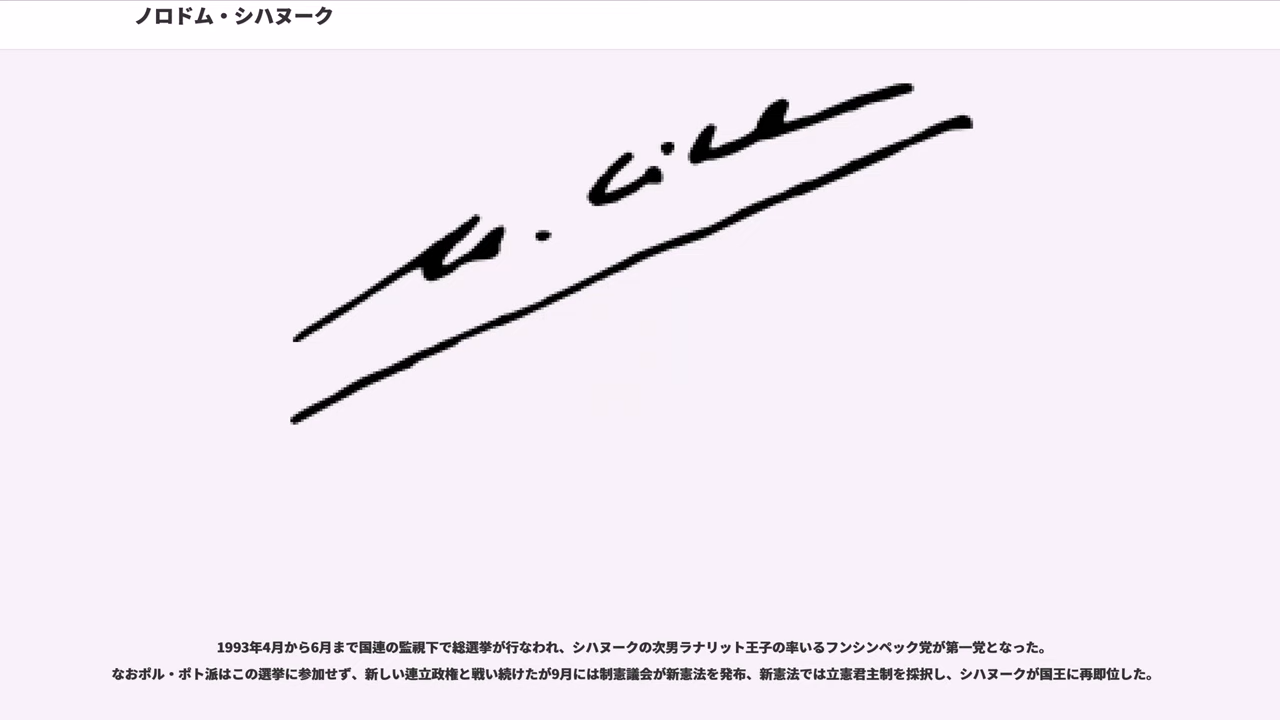 ノロドム・シハヌーク
1993年4月から6月まで国連の監視下で総選挙が行なわれ、シハヌークの次男ラナリット王子の率いるフンシンペック党が第一党となった。
なおポル・ポト派はこの選挙に参加せず、新しい連立政権と戦い続けたが9月には制憲議会が新憲法を発布、新憲法では立憲君主制を採択し、シハヌークが国王に再即位した。